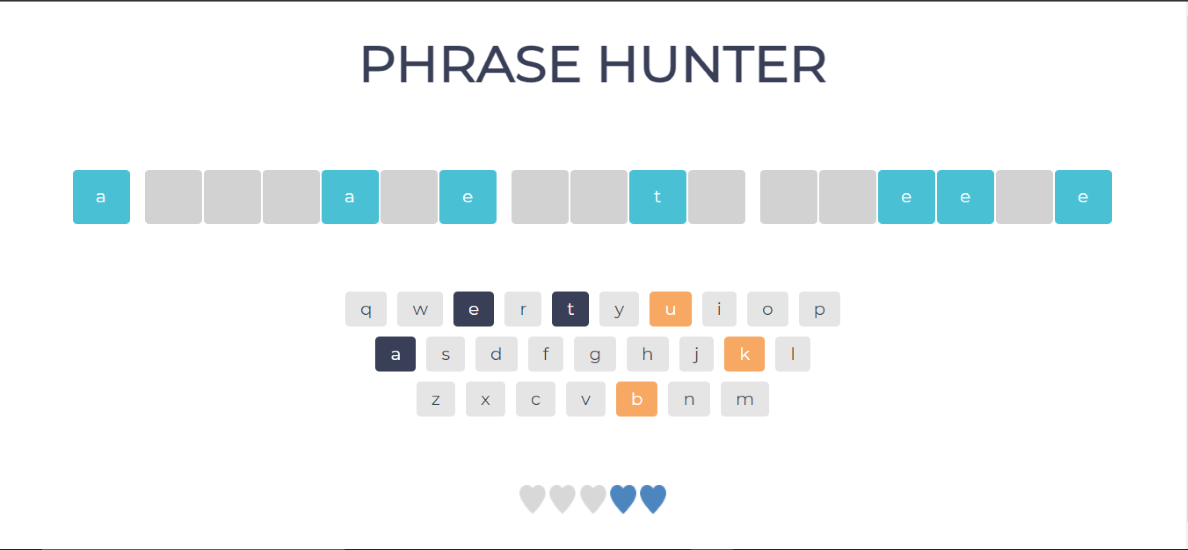 PHRASE HUNTER
a a e t e e e
q w e r t y u i o p
a s d f g h j k l
z x c v b n m